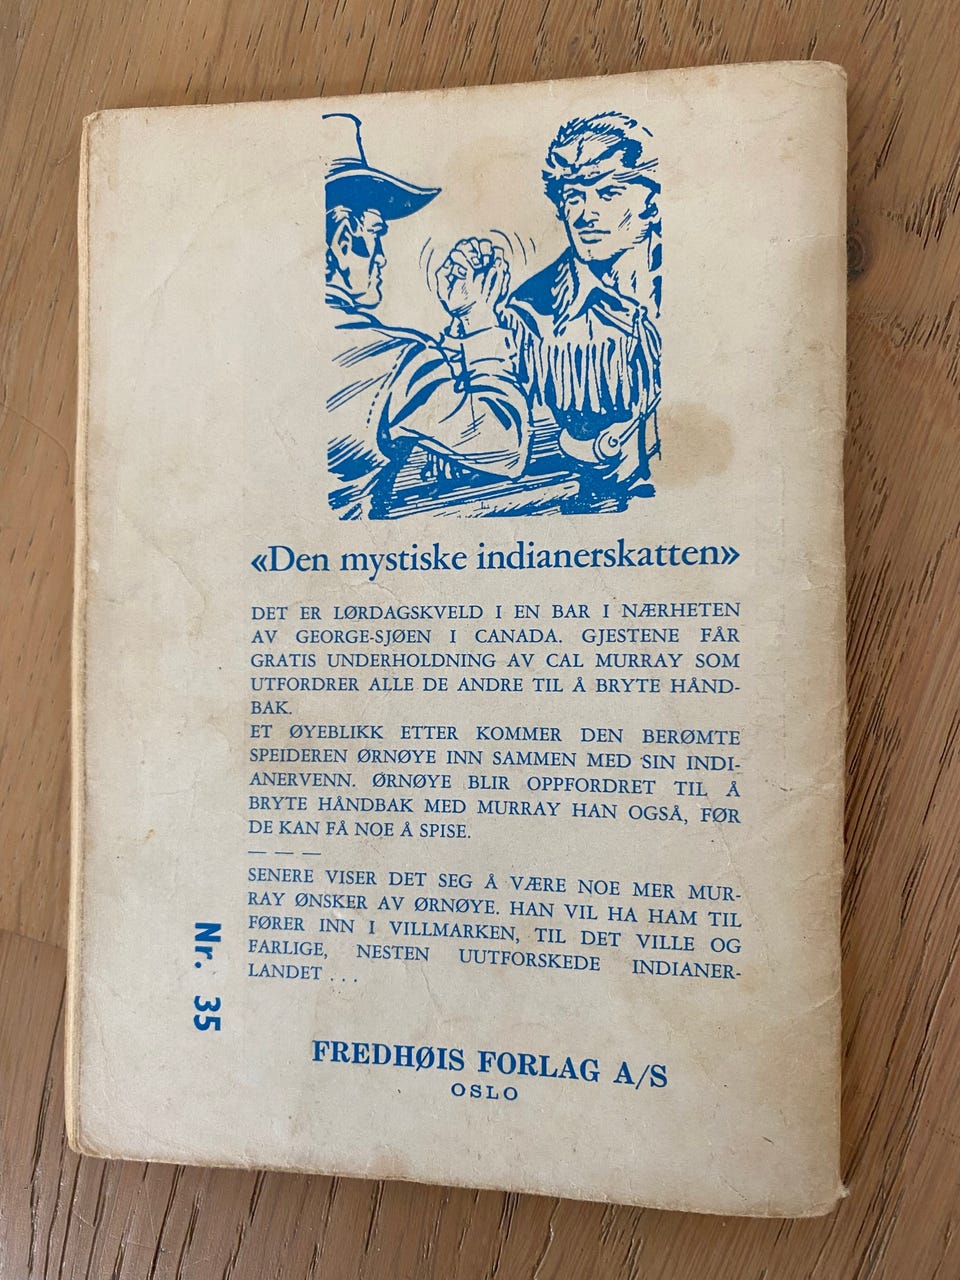 «Den mystiske indianerskatten»
DET ER LØRDAGSKVELD I EN BAR I NÆRHETEN
AV GEORGE-SJØEN I CANADA. GJESTENE FÅR
GRATIS UNDERHOLDNING AV CAL MURRAY SOM
UTFORDRER ALLE DE ANDRE TIL Å BRYTE HÅND-
BAK.
ET ØYEBLIKK ETTER KOMMER DEN BERØMTE
SPEIDEREN ØRNØYE INN SAMMEN MED SIN INDI-
ANERVENN. ØRNØYE BLIR OPPFORDRET TIL Å
BRYTE HÅNDBAK MED MURRAY HAN OGSÅ, FØR
DE KAN FÅ NOE Å SPISE.
— — —
SENERE VISER DET SEG Å VÆRE NOE MER MUR-
RAY ØNSKER AV ØRNØYE. HAN VIL HA HAM TIL
FØRER INN I VILLMARKEN, TIL DET VILLE OG
FARLIGE, NESTEN UUTFORSKEDE INDIANER-
LANDET . . .
Nr. 35
FREDHØIS FORLAG A/S
OSLO